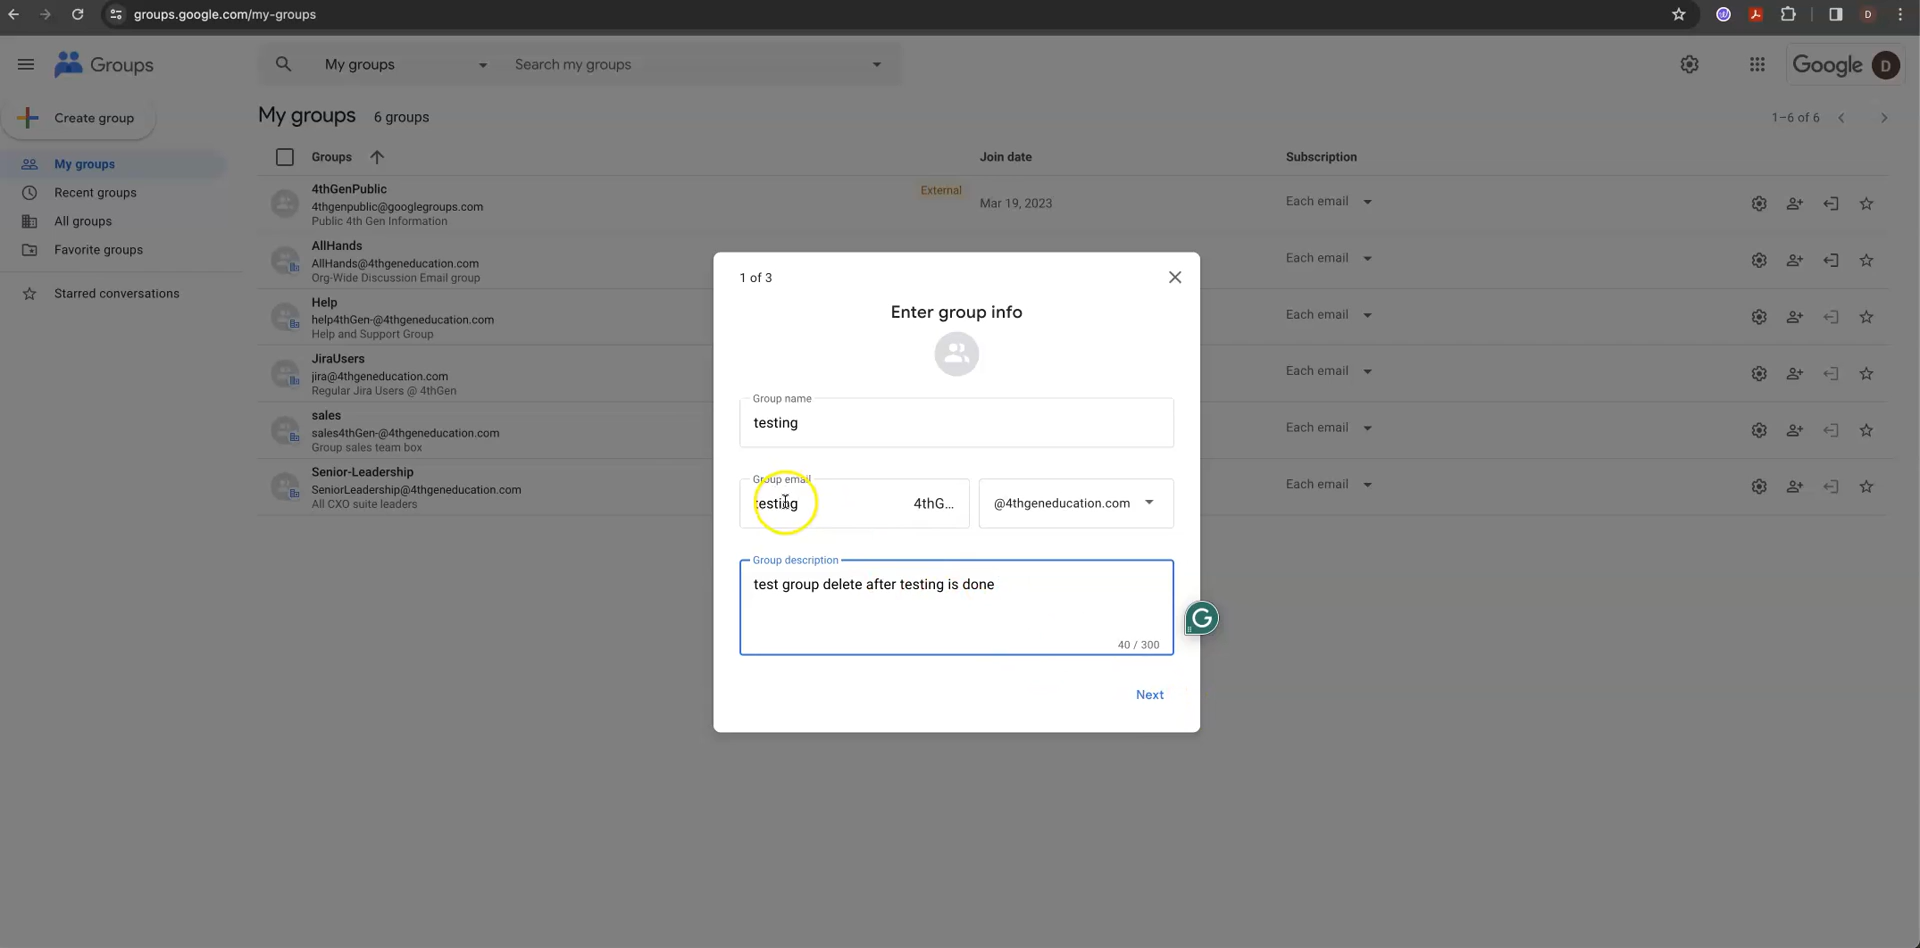 groups.google.com/my-groups
D
Groups
My groups
Search my groups
Google
D
Create group
My groups
6 groups
1–6 of 6
My groups
Recent groups
All groups
Favorite groups
Starred conversations
Groups
Join date
Subscription
4thGenPublic
4thgenpublic@googlegroups.com
Public 4th Gen Information
External
Mar 19, 2023
Each email
AllHands
AllHands@4thgeneducation.com
Org-Wide Discussion Email group
Each email
Help
help4thGen-@4thgeneducation.com
Help and Support Group
Each email
JiraUsers
jira@4thgeneducation.com
Regular Jira Users @ 4thGen
Each email
sales
sales4thGen-@4thgeneducation.com
Group sales team box
Each email
Senior-Leadership
SeniorLeadership@4thgeneducation.com
All CXO suite leaders
Each email
1 of 3
Enter group info
Group name
testing
Group email
testing
4thG...
@4thgeneducation.com
Group description
test group delete after testing is done
40 / 300
G
Next